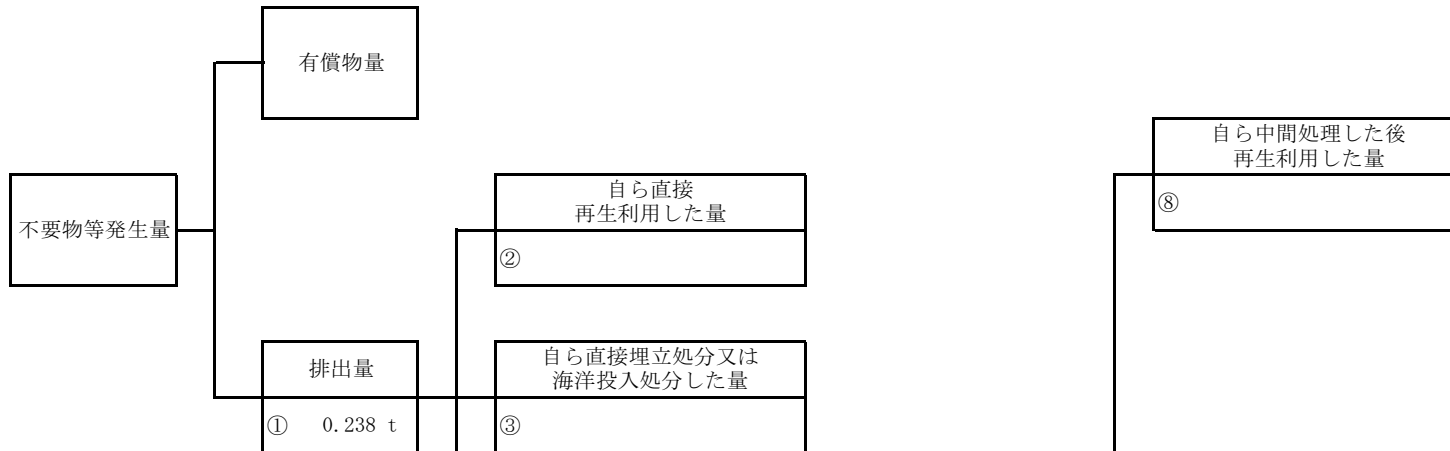 有償物量
自ら中間処理した後
再生利用した量
⑧
不要物等発生量
自ら直接
再生利用した量
②
排出量
① 0.238 t
自ら直接埋立処分又は
海洋投入処分した量
③